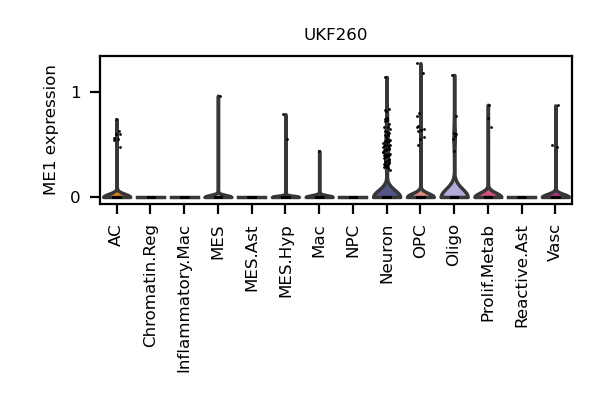 UKF260
ME1 expression
1
0
AC
Chromatin.Reg
Inflammatory.Mac
MES
MES.Ast
MES.Hyp
Mac
NPC
Neuron
OPC
Oligo
Prolif.Metab
Reactive.Ast
Vasc